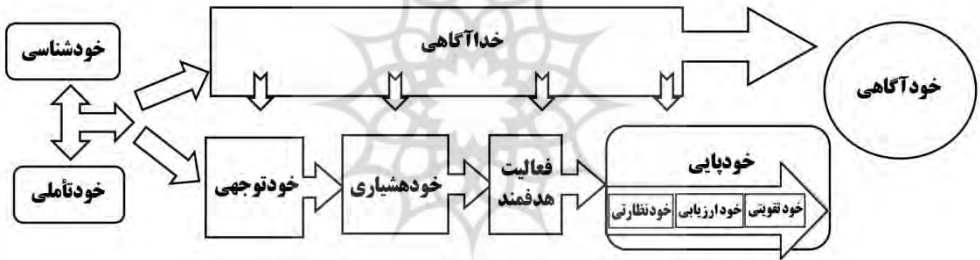 خودشناسی
خودتأملی
خداآگاهی
خودتوجهی
خودهشیاری
فعالیت
هدفمند
خودپایی
خودنظارتی
خودارزیابی
خودتقویتی
خودآگاهی